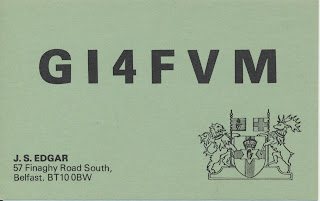 GI4FVM
J. S. EDGAR
57 Finaghy Road South,
Belfast. BT10 0BW